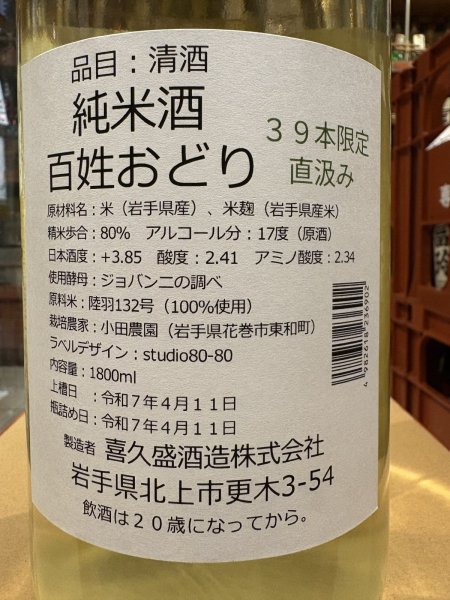 品目：清酒
純米酒
百姓おどり
３９本限定
直汲み
原材料名：米（岩手県産）、米麹（岩手県産米）
精米歩合：80%　アルコール分：17度（原酒）
日本酒度：+3.85　酸度：2.41　アミノ酸度：2.34
使用酵母：ジョバンニの調べ
原料米：陸羽132号（100%使用）
栽培農家：小田農園（岩手県花巻市東和町）
ラベルデザイン：studio80-80
内容量：1800ml
上槽日　：令和７年４月１１日
瓶詰め日：令和７年４月１１日
製造者　喜久盛酒造株式会社
岩手県北上市更木3-54
飲酒は２０歳になってから。
4 982618 236902